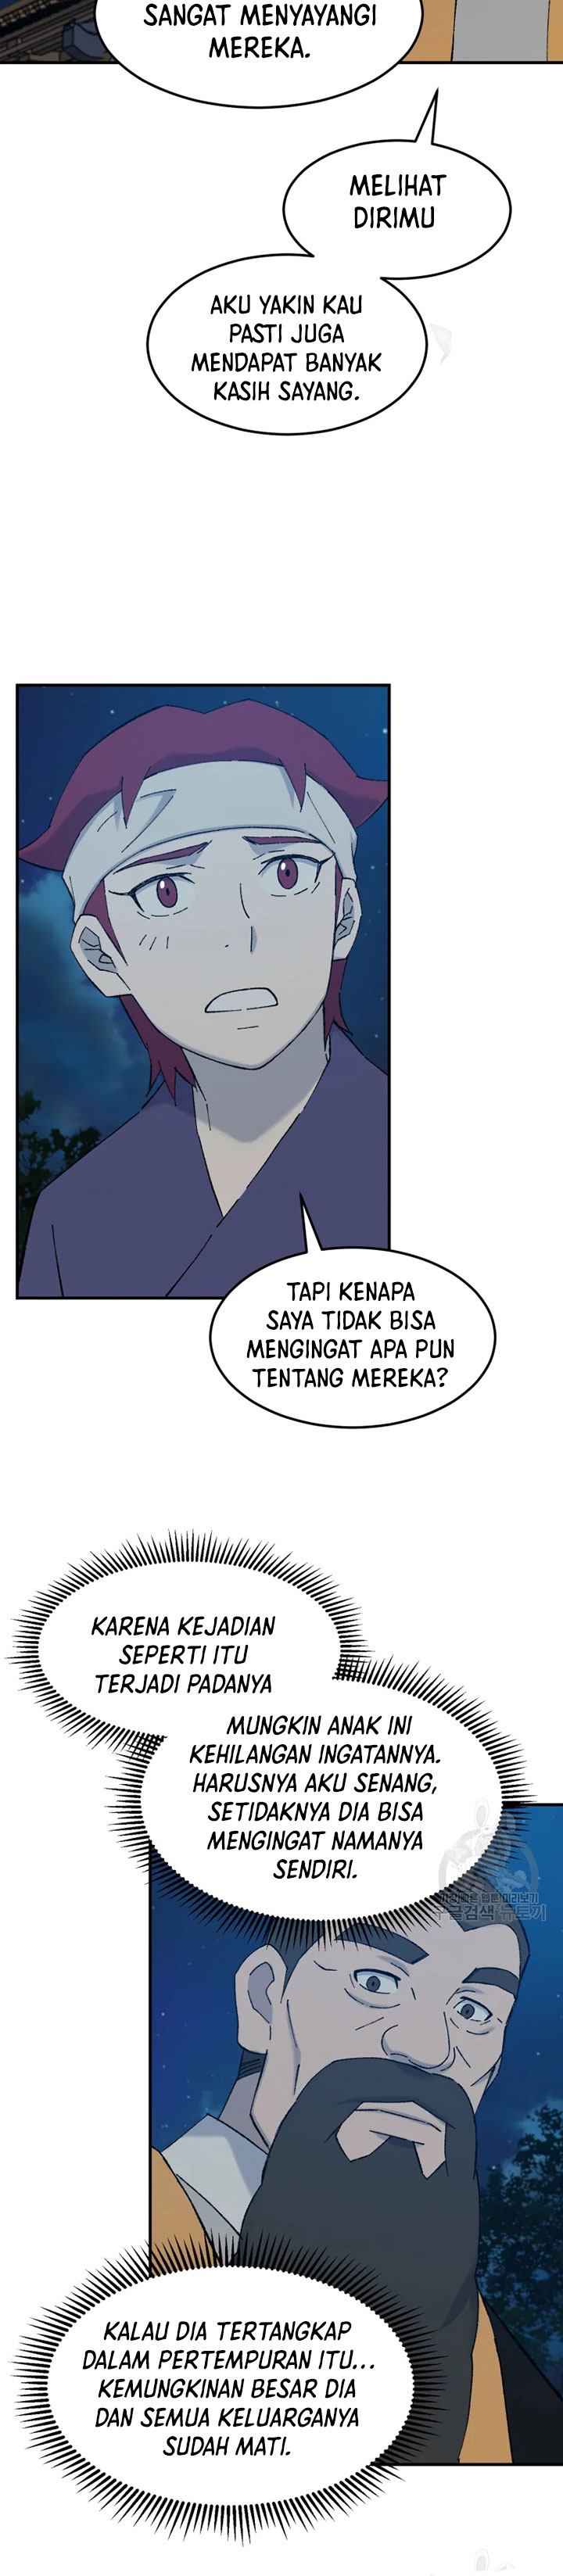 SANGAT MENYAYANGI
MEREKA.
MELIHAT
DIRIMU
AKU YAKIN KAU
PASTI JUGA
MENDAPAT BANYAK
KASIH SAYANG.
TAPI KENAPA
SAYA TIDAK BISA
MENGINGAT APA PUN
TENTANG MEREKA?
KARENA KEJADIAN
SEPERTI ITU
TERJADI PADANYA
MUNGKIN ANAK INI
KEHILANGAN INGATANNYA.
HARUSNYA AKU SENANG,
SETIDAKNYA DIA BISA
MENGINGAT NAMANYA
SENDIRI.
KALAU DIA TERTANGKAP
DALAM PERTEMPURAN ITU...
KEMUNGKINAN BESAR DIA
DAN SEMUA KELUARGANYA
SUDAH MATI.